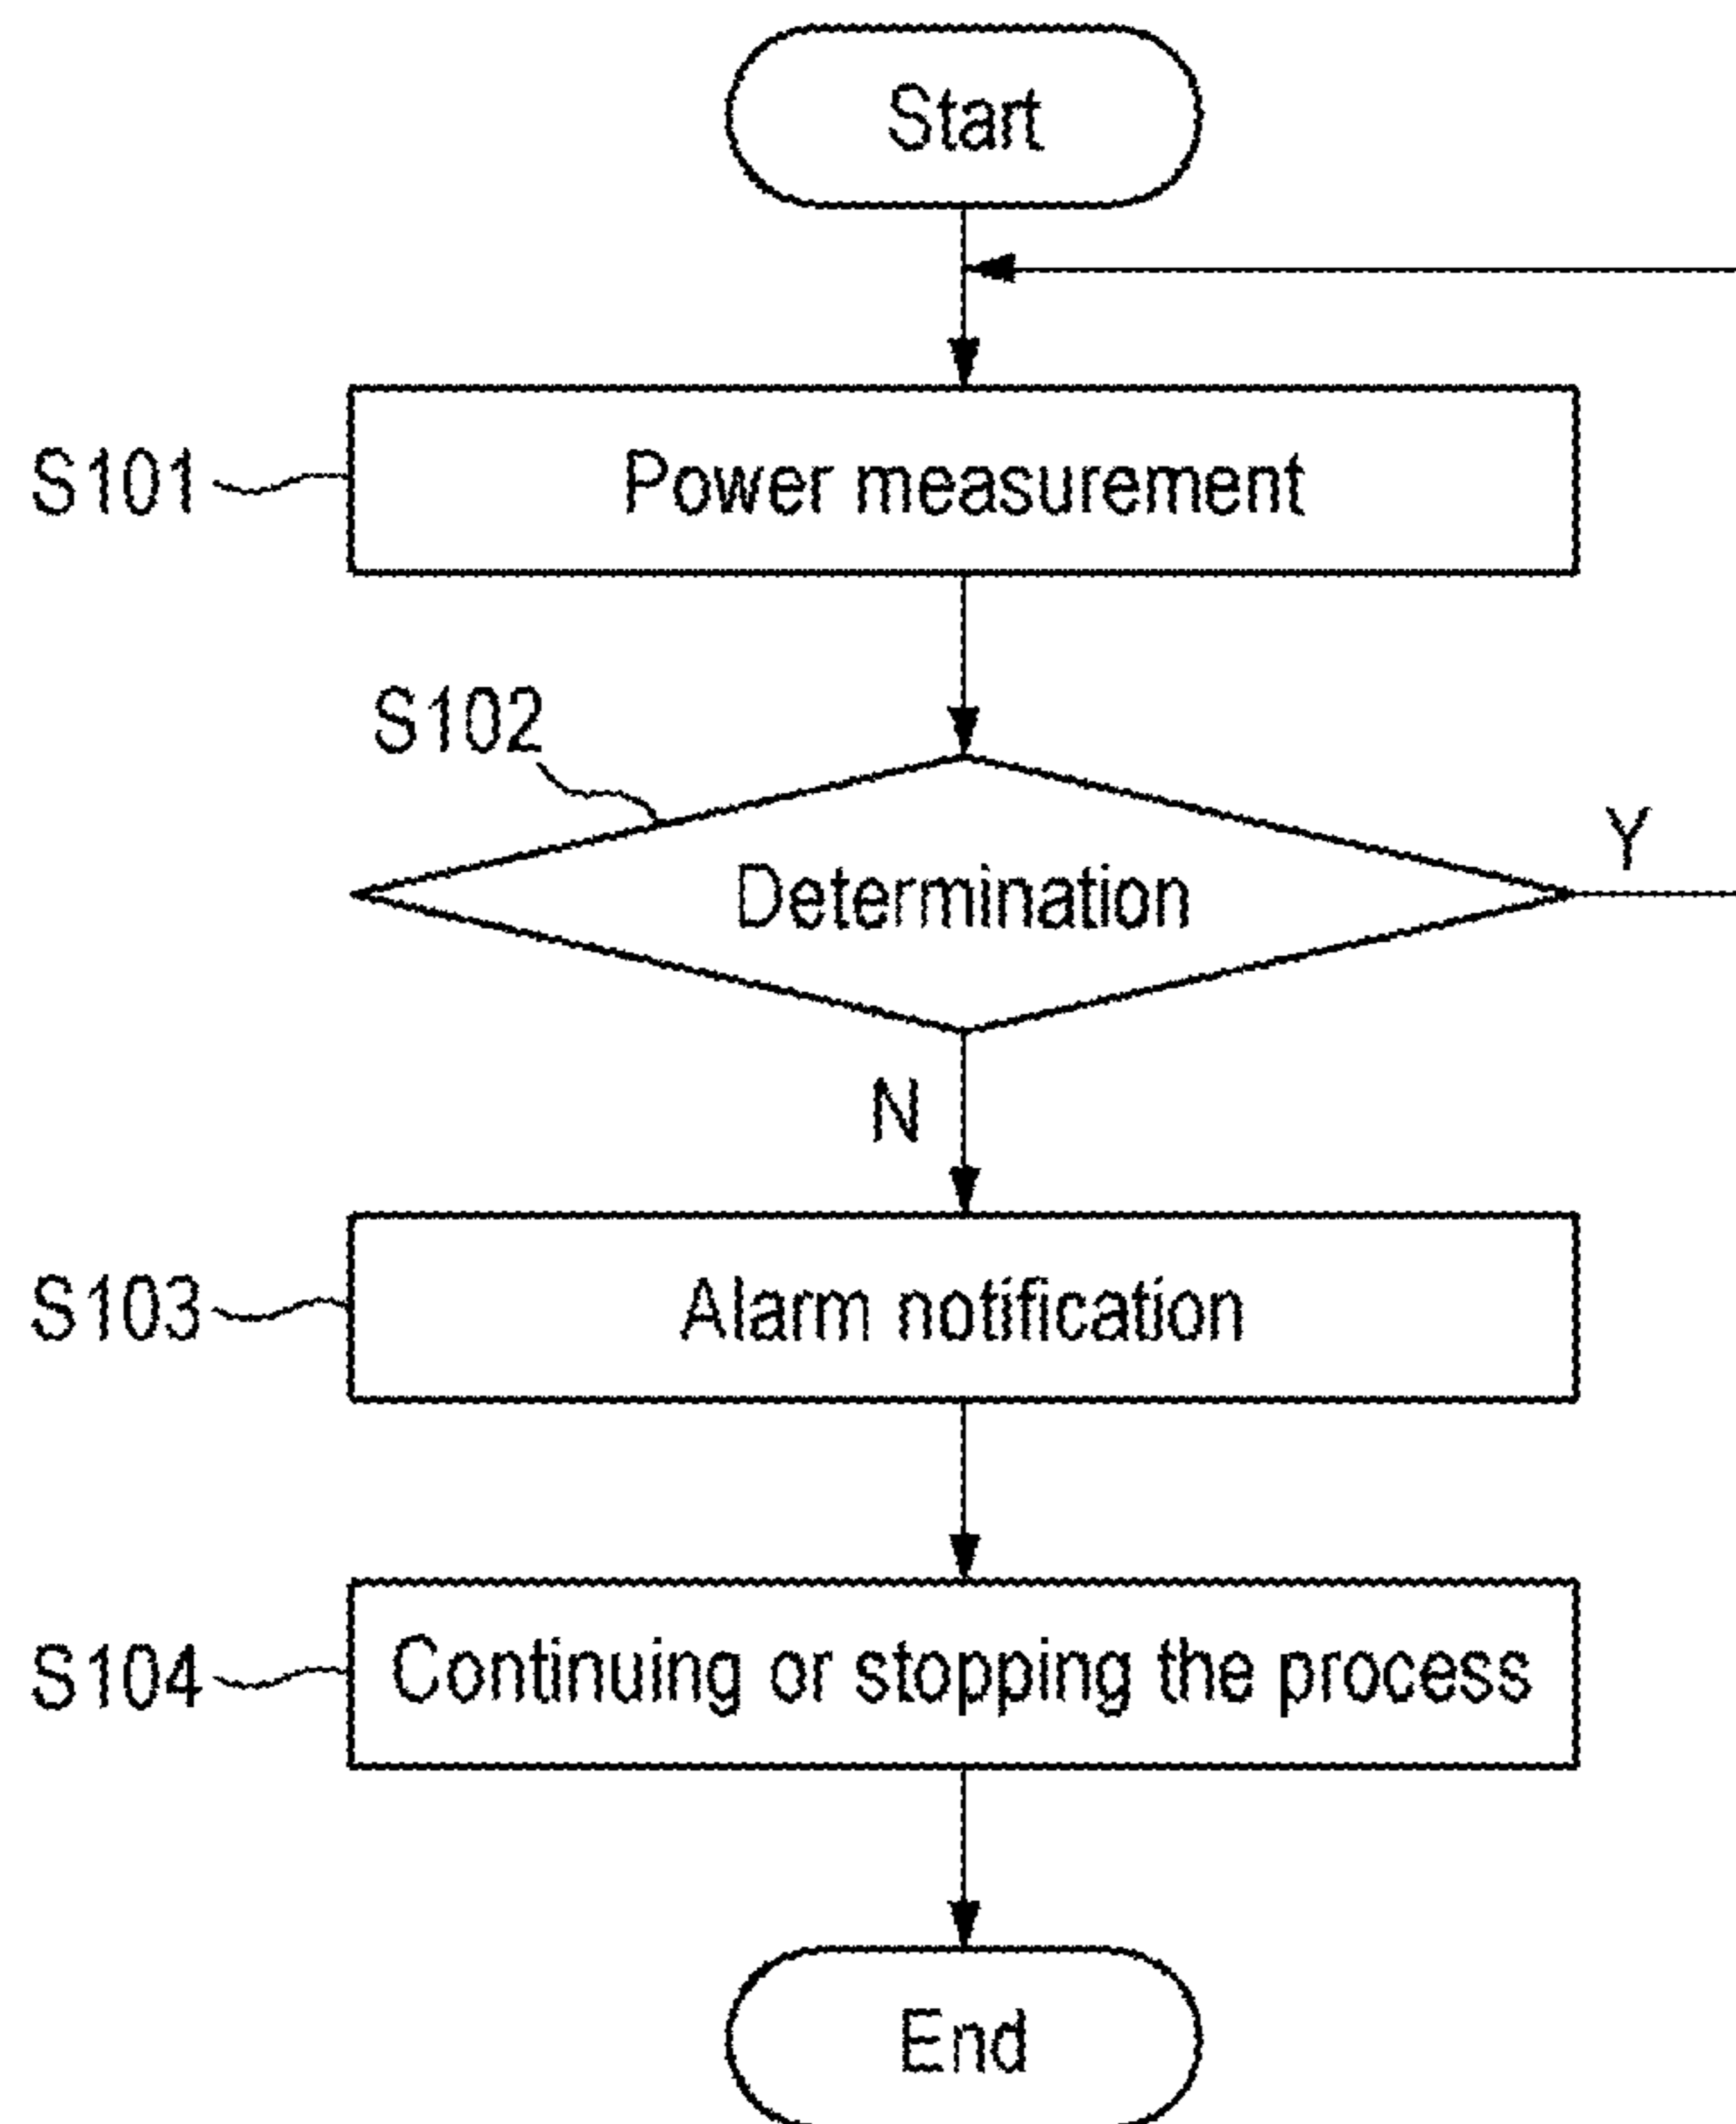 Start
S101
Power measurement
S102
Determination
Y
N
S103
Alarm notification
S104
Continuing or stopping the process
End